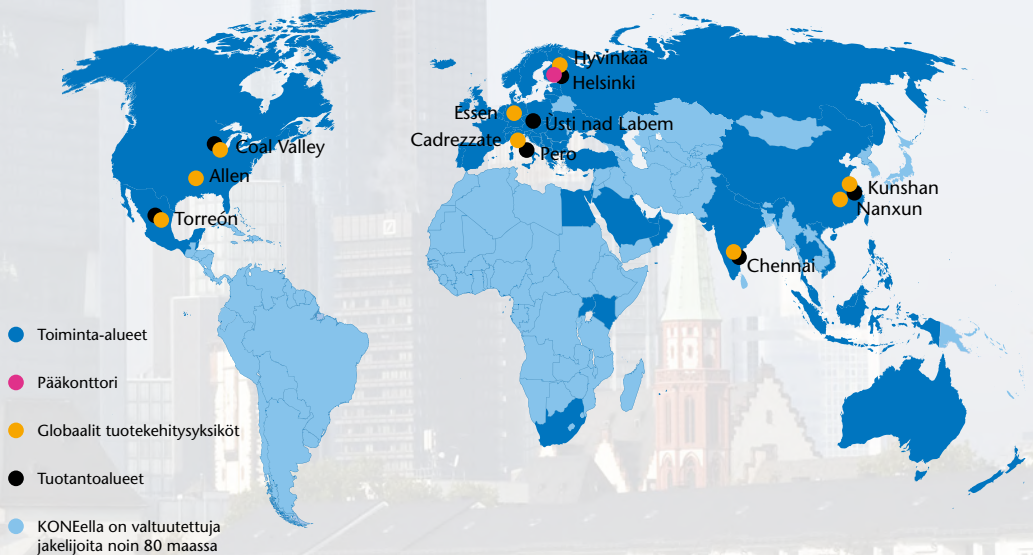 Hyvinkää
Helsinki
Essen
Ústi nad Labem
Cadrezzate
Pero
Coal Valley
Allen
Torreón
Kunshan
Nanxun
Chennai
Toiminta-alueet
Pääkonttori
Globaalit tuotekehitysyksiköt
Tuotantoalueet
KONEella on valtuutettuja
jakelijoita noin 80 maassa